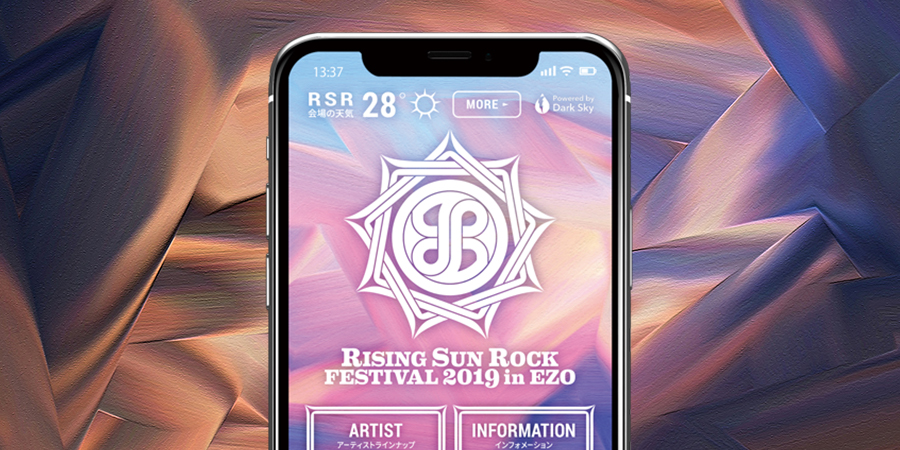 13:37
RSR
会場の天気
28°
MORE
Powered by
Dark Sky
RISING SUN ROCK
FESTIVAL 2019 in EZO
ARTIST
アーティストラインナップ
INFORMATION
インフォメーション